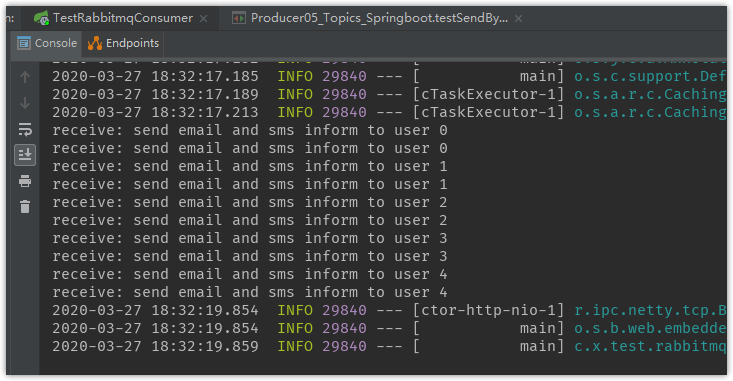 n:
TestRabbitmqConsumer × Producer05_Topics_Springboot.testSendBy... ×
Console Endpoints
2020-03-27 18:32:17.185 INFO 29840 --- [ main] o.s.c.support.Def
2020-03-27 18:32:17.189 INFO 29840 --- [cTaskExecutor-1] o.s.a.r.c.Caching
2020-03-27 18:32:17.213 INFO 29840 --- [cTaskExecutor-1] o.s.a.r.c.Caching
receive: send email and sms inform to user 0
receive: send email and sms inform to user 0
receive: send email and sms inform to user 1
receive: send email and sms inform to user 1
receive: send email and sms inform to user 2
receive: send email and sms inform to user 2
receive: send email and sms inform to user 3
receive: send email and sms inform to user 3
receive: send email and sms inform to user 4
receive: send email and sms inform to user 4
2020-03-27 18:32:19.854 INFO 29840 --- [ctor-http-nio-1] r.ipc.netty.tcp.B
2020-03-27 18:32:19.854 INFO 29840 --- [ main] o.s.b.web.embedde
2020-03-27 18:32:19.859 INFO 29840 --- [ main] c.x.test.rabbitmq